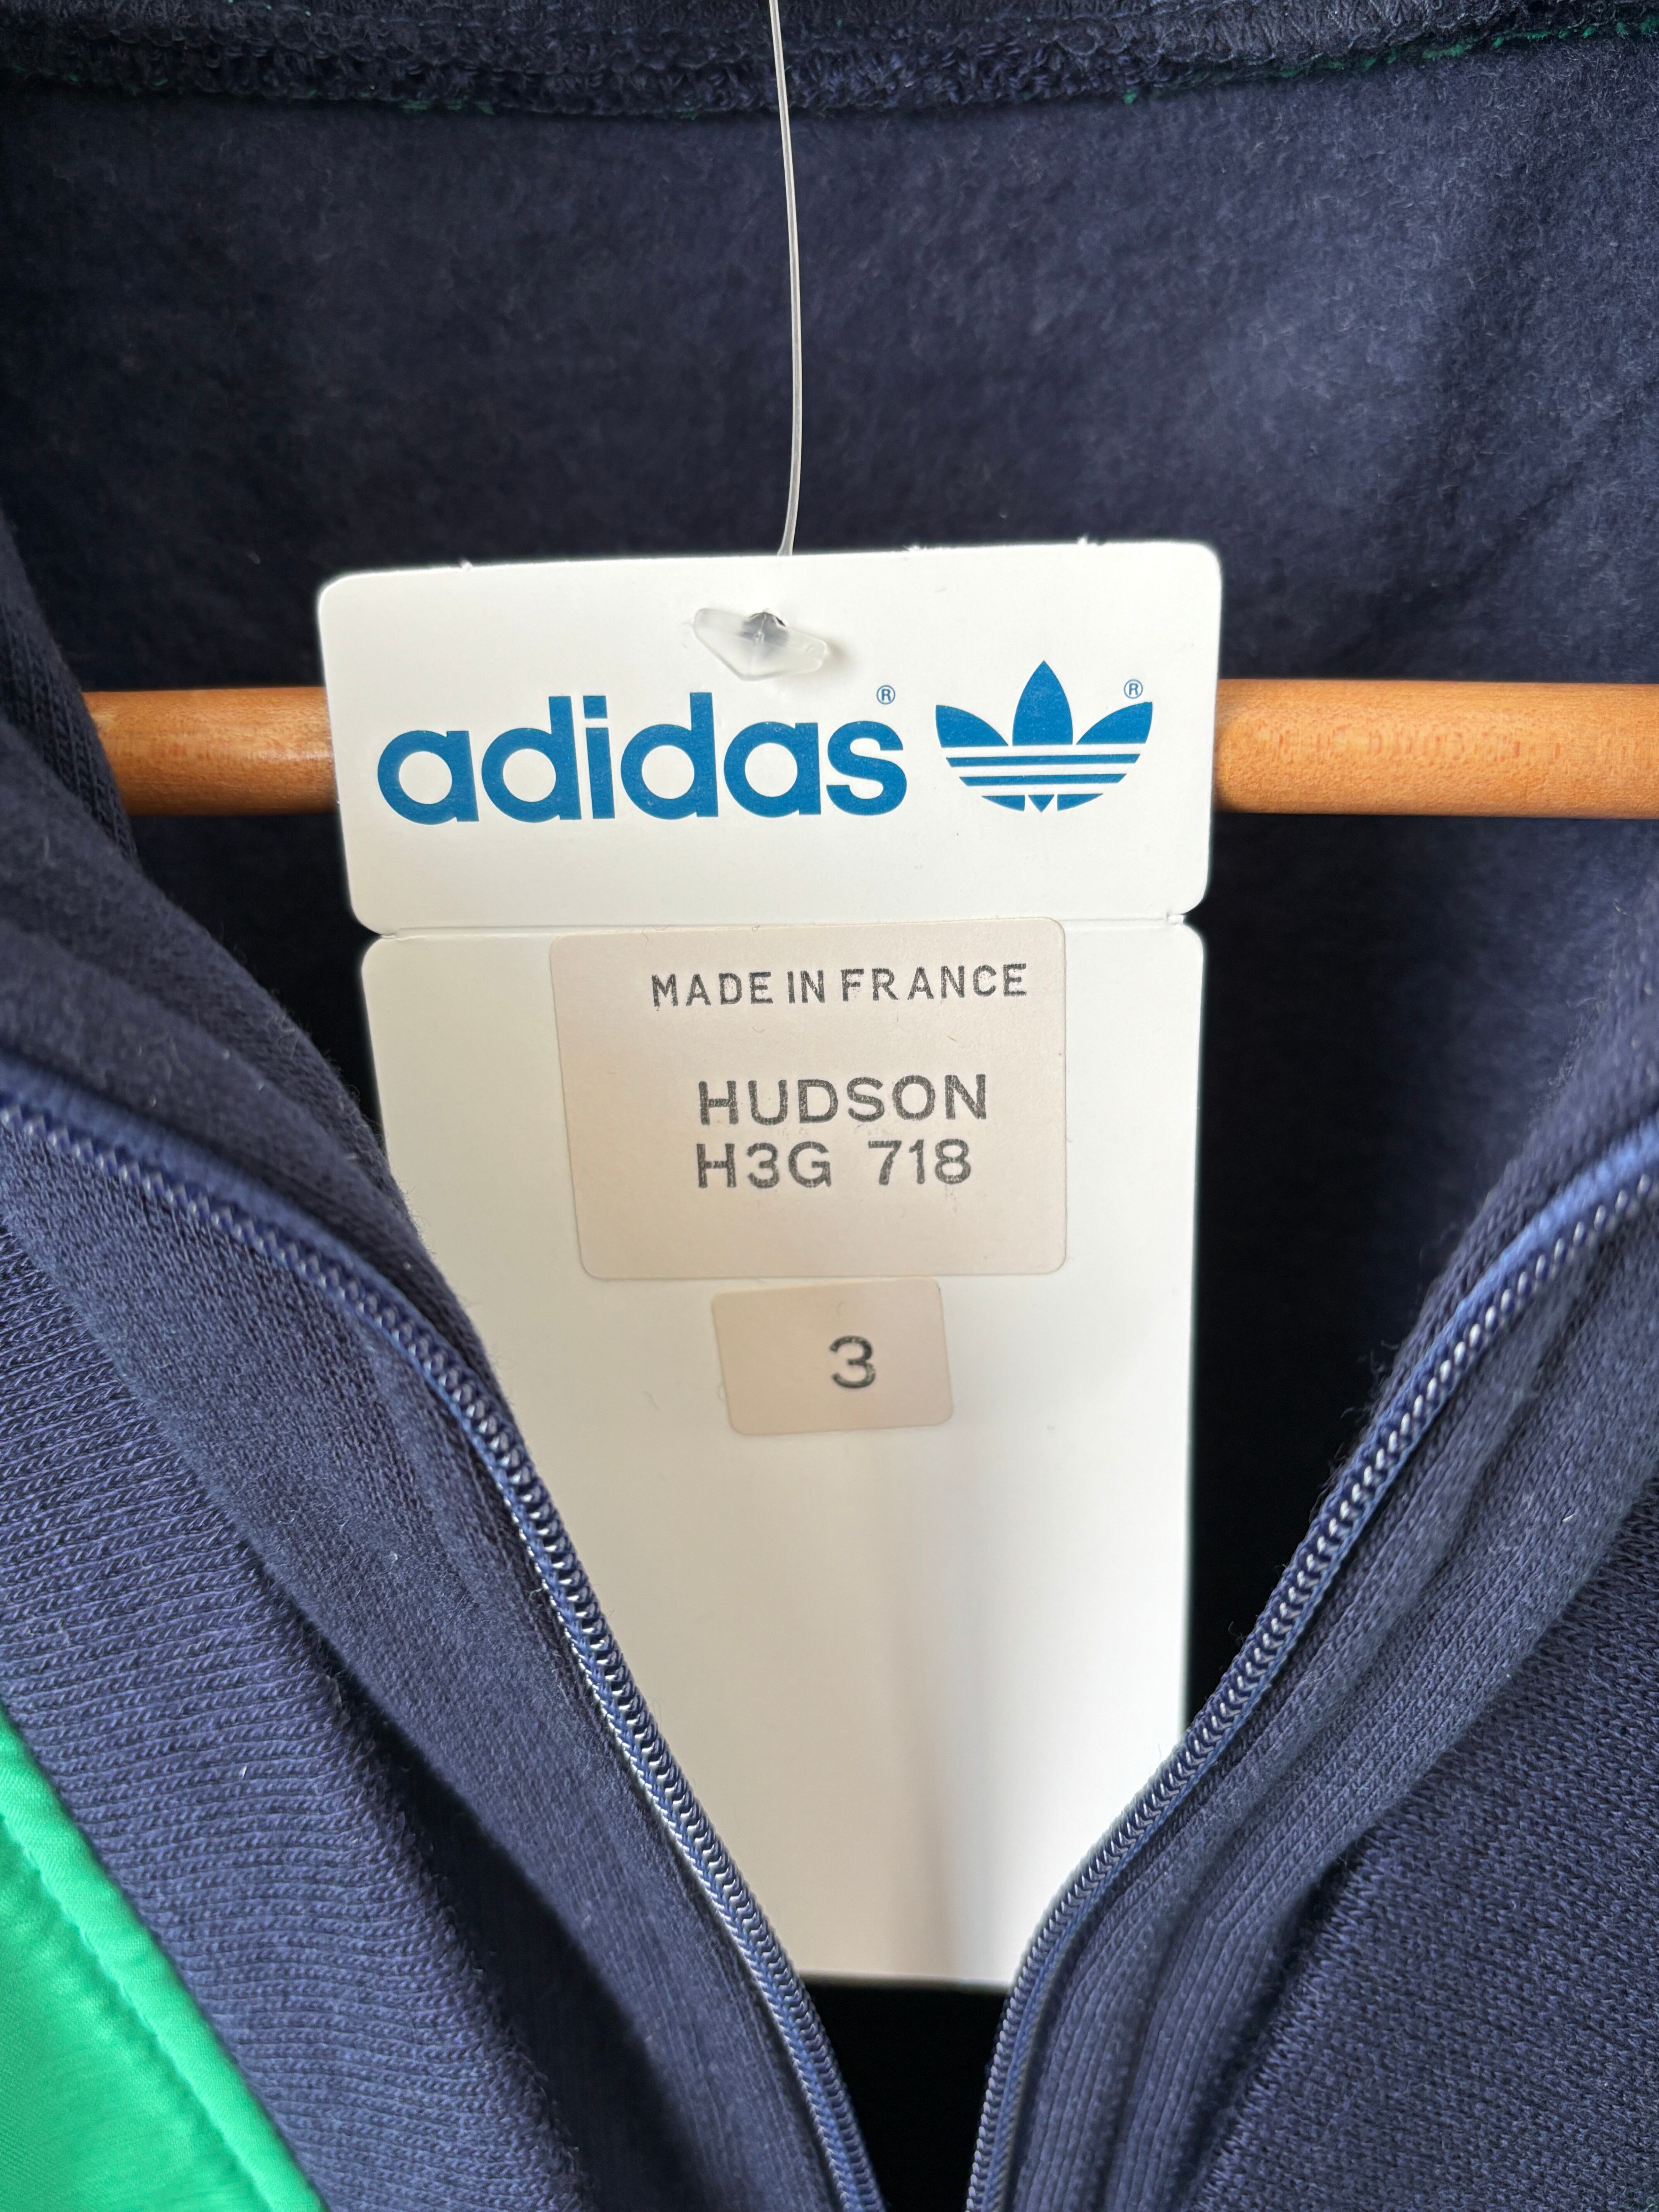 adidas® ®
MADE IN FRANCE
HUDSON
H3G 718
3